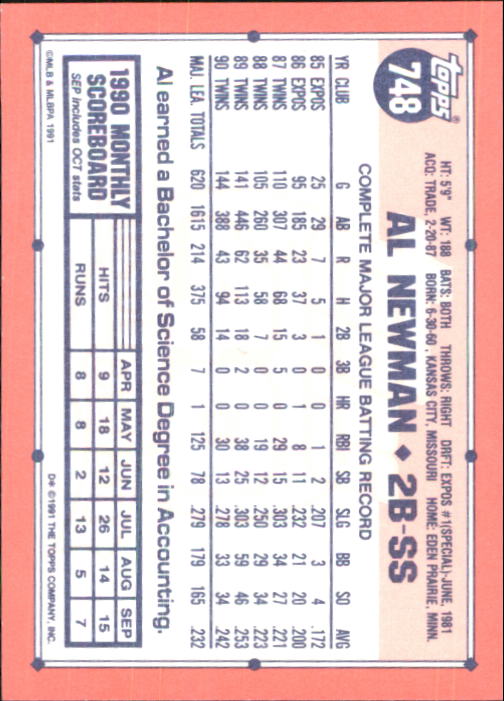 Topps®
748
HT: 5'9" WT: 188 BATS: BOTH THROWS: RIGHT DRFT: EXPOS #1(SPECIAL)-JUNE, 1981
ACQ: TRADE, 2-20-87 BORN: 6-30-60, KANSAS CITY, MISSOURI HOME: EDEN PRAIRIE, MINN.
AL NEWMAN ◆ 2B-SS
COMPLETE MAJOR LEAGUE BATTING RECORD
YR CLUB G AB R H 2B 3B HR RBI SB SLG BB SO AVG
85 EXPOS 25 29 7 5 1 0 0 1 2 .207 3 4 .172
86 EXPOS 95 185 23 37 3 0 1 8 11 .232 21 20 .200
87 TWINS 110 307 44 68 15 5 0 29 15 .303 34 27 .221
88 TWINS 105 260 35 58 7 0 0 19 12 .250 29 34 .223
89 TWINS 141 446 62 113 18 2 0 38 25 .303 59 46 .253
90 TWINS 144 388 43 94 14 0 0 30 13 .278 33 34 .242
MAJ. LEA. TOTALS 620 1615 214 375 58 7 1 125 78 .279 179 165 .232
Al earned a Bachelor of Science Degree in Accounting.
1990 MONTHLY
SCOREBOARD
SEP includes OCT stats
APR MAY JUN JUL AUG SEP
HITS 9 18 12 26 14 15
RUNS 8 8 2 13 5 7
©MLB & MLBPA 1991
D* ©1991 THE TOPPS COMPANY, INC.